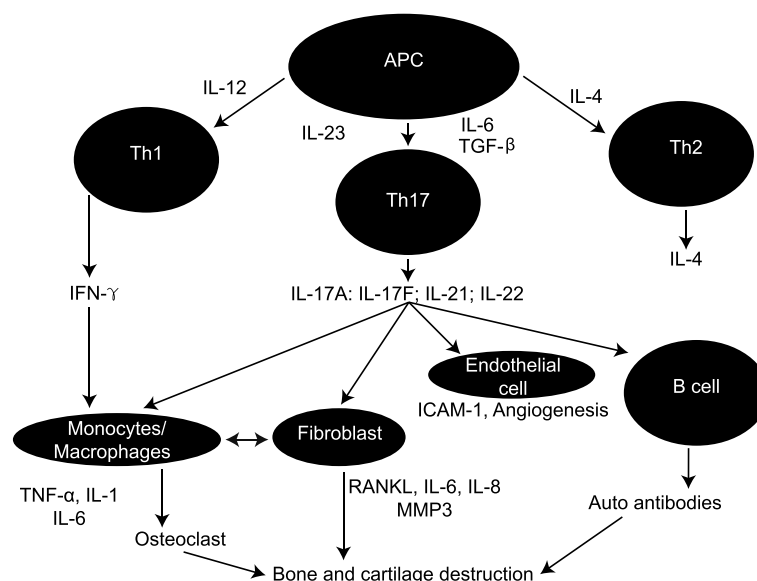 APC
IL-12
IL-4
IL-23
IL-6
TGF-β
Th1
Th17
Th2
IL-4
IFN-γ
IL-17A: IL-17F; IL-21; IL-22
Endothelial
cell
ICAM-1, Angiogenesis
B cell
Monocytes/
Macrophages
Fibroblast
TNF-α, IL-1
IL-6
RANKL, IL-6, IL-8
MMP3
Auto antibodies
Osteoclast
Bone and cartilage destruction